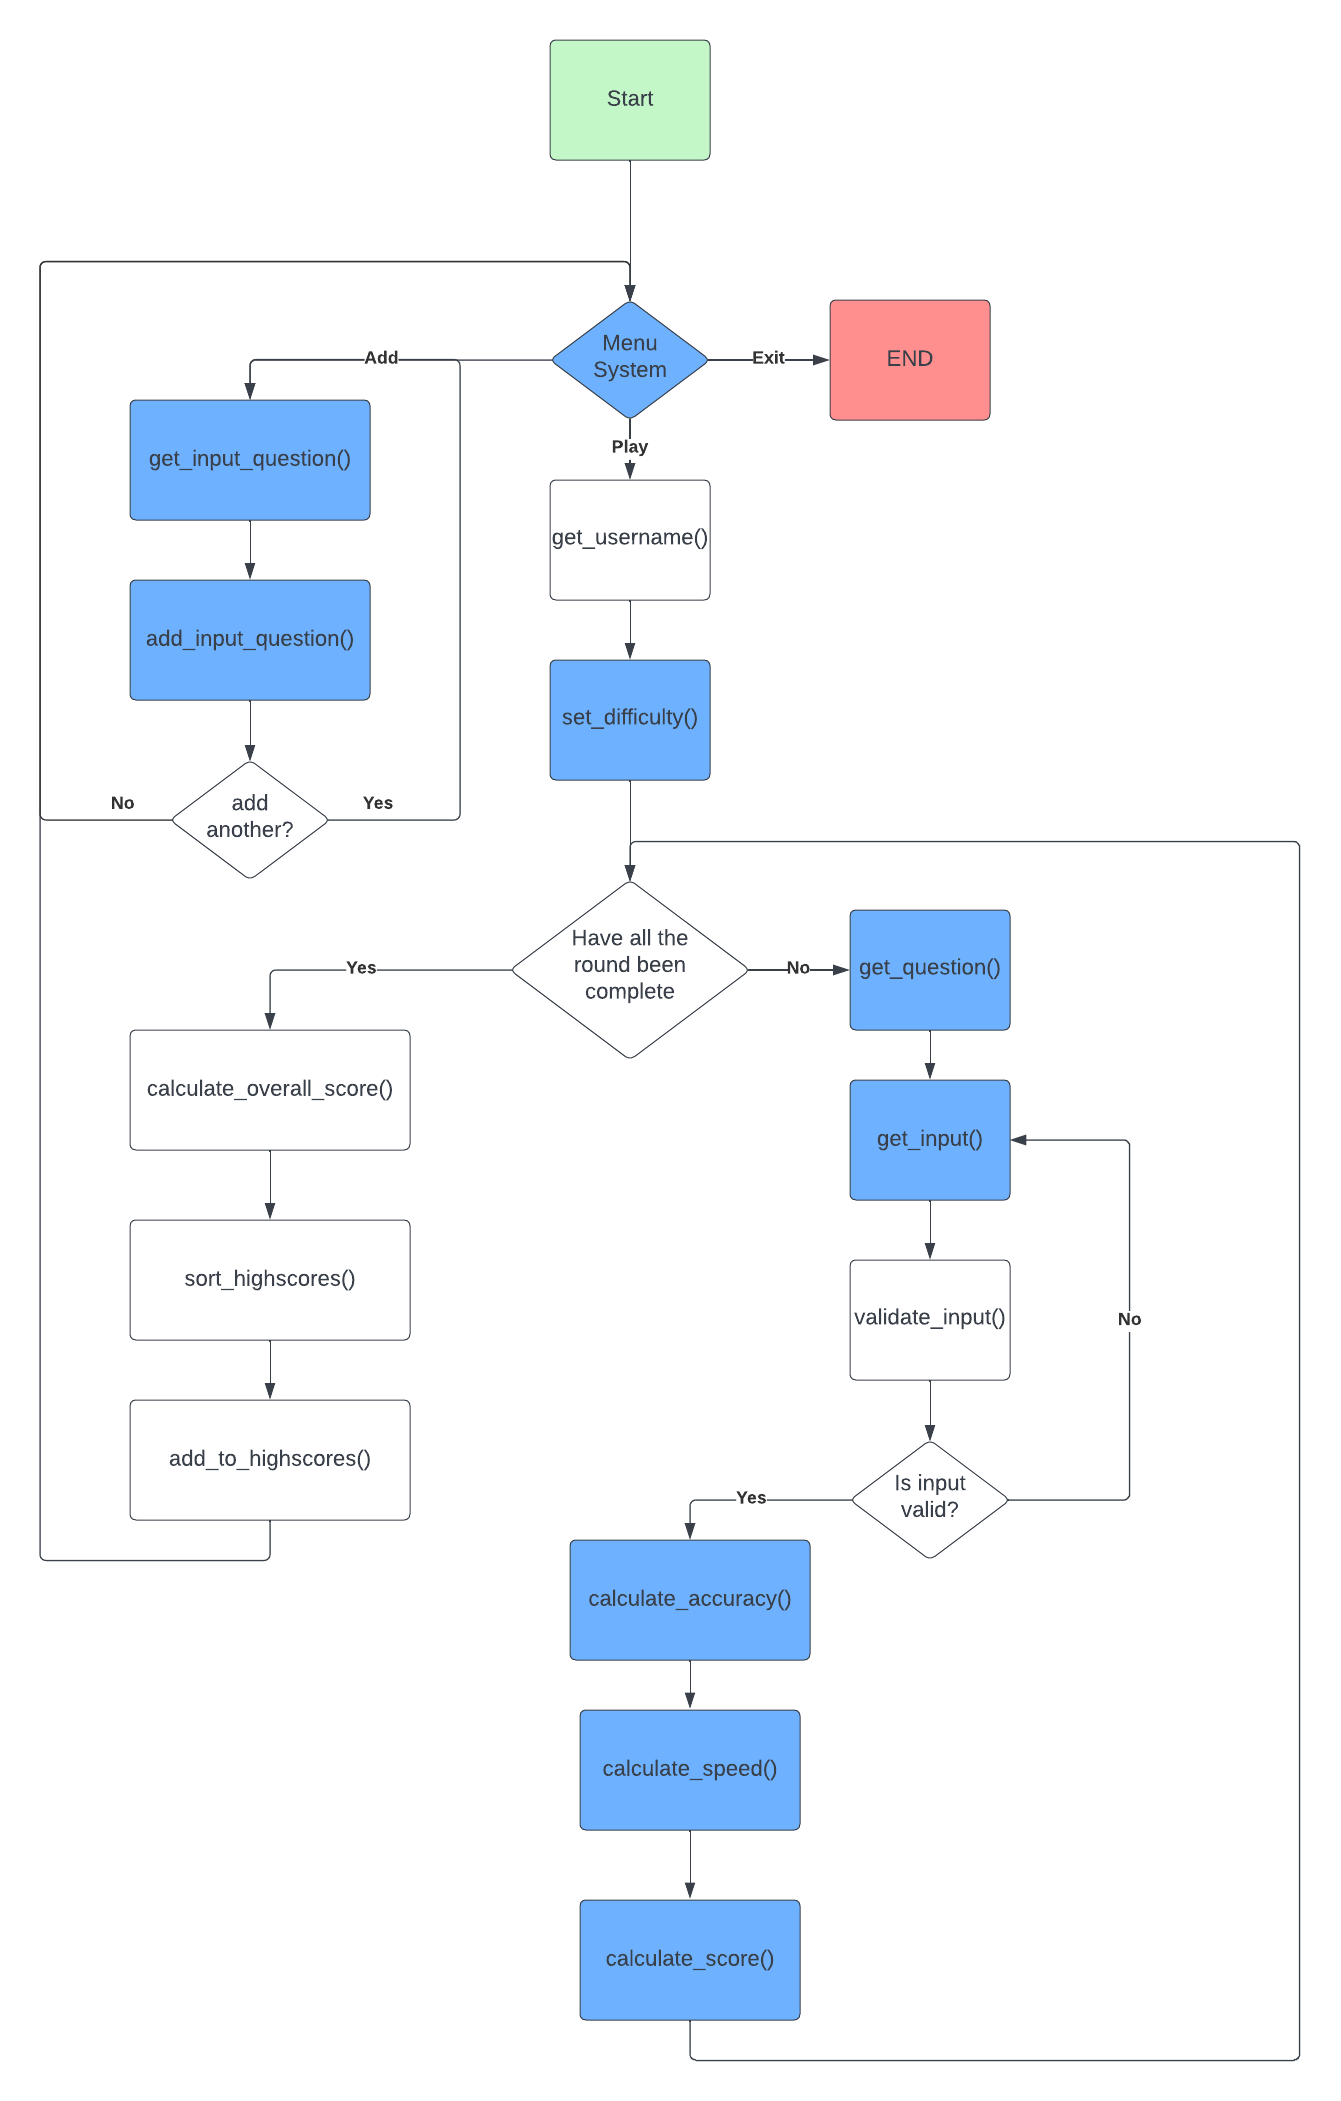 Start
Menu
System
Exit
END
Add
Play
get_input_question()
get_username()
add_input_question()
set_difficulty()
add
another?
No
Yes
Have all the
round been
complete
Yes
No
get_question()
calculate_overall_score()
get_input()
sort_highscores()
validate_input()
No
add_to_highscores()
Is input
valid?
Yes
calculate_accuracy()
calculate_speed()
calculate_score()